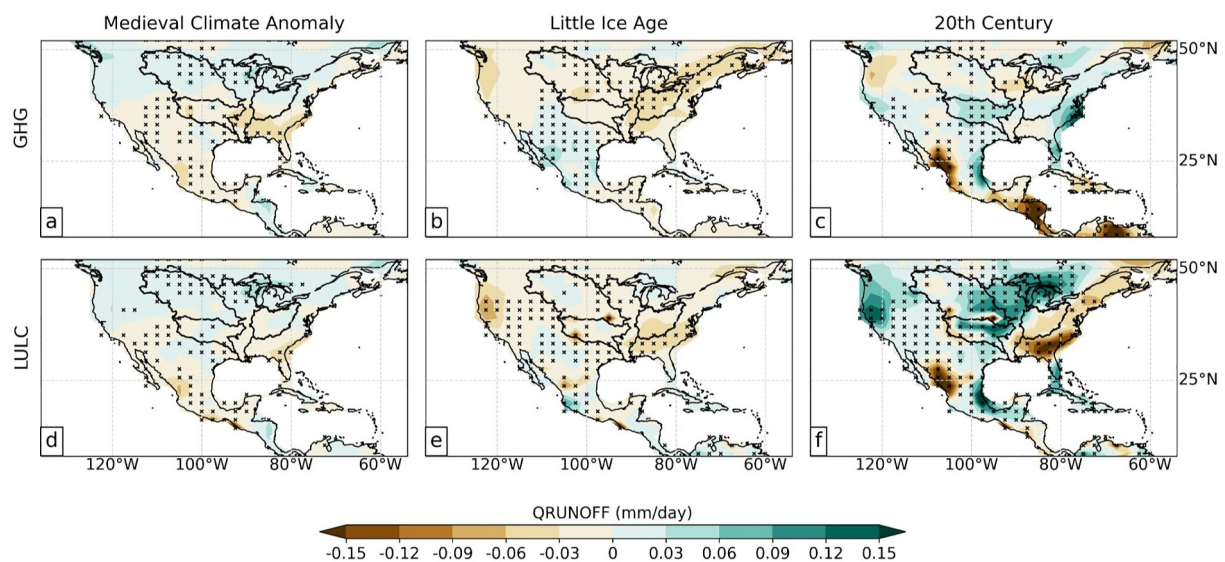 Medieval Climate Anomaly Little Ice Age 20th Century
GHG
50°N
25°N
a b c
LULC
50°N
25°N
d e f
120°W 100°W 80°W 60°W 120°W 100°W 80°W 60°W 120°W 100°W 80°W 60°W
QRUNOFF (mm/day)
-0.15 -0.12 -0.09 -0.06 -0.03 0 0.03 0.06 0.09 0.12 0.15